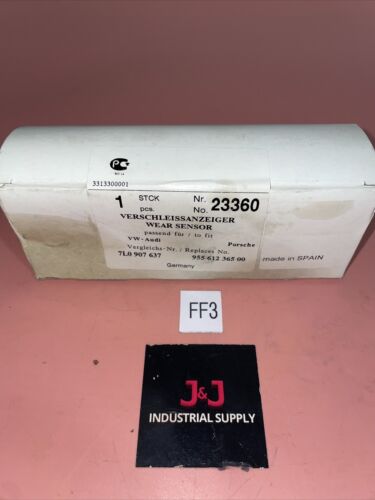 3313300001
1 STCK pcs. Nr. No. 23360
VERSCHLEISSANZEIGER
WEAR SENSOR
passend für / to fit
VW-Audi Porsche
Vergleichs-Nr. / Replaces No.
7L0 907 637 955 612 365 00
Germany
made in SPAIN
FF3
J&J
INDUSTRIAL SUPPLY